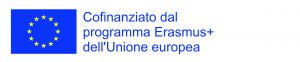 Cofinanziato dal
programma Erasmus+
dell'Unione europea